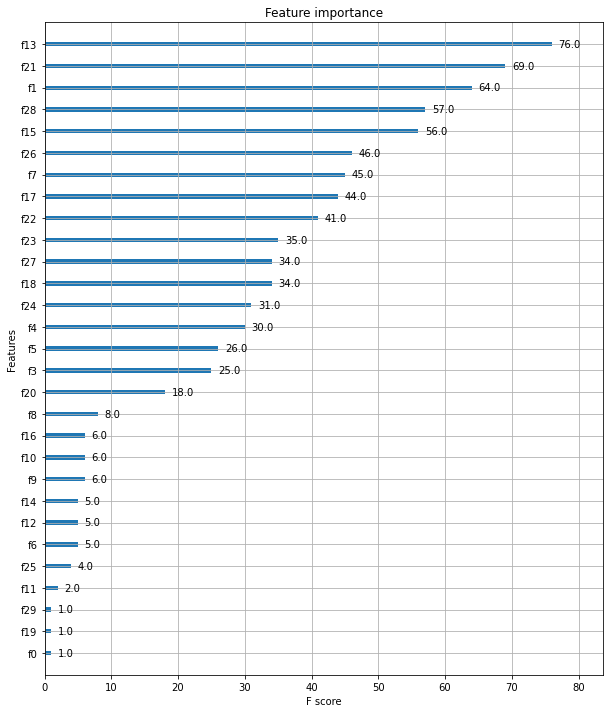 Feature importance
f13 76.0
f21 69.0
f1 64.0
f28 57.0
f15 56.0
f26 46.0
f7 45.0
f17 44.0
f22 41.0
f23 35.0
f27 34.0
f18 34.0
f24 31.0
f4 30.0
f5 26.0
f3 25.0
f20 18.0
f8 8.0
f16 6.0
f10 6.0
f9 6.0
f14 5.0
f12 5.0
f6 5.0
f25 4.0
f11 2.0
f29 1.0
f19 1.0
f0 1.0
Features
0 10 20 30 40 50 60 70 80
F score